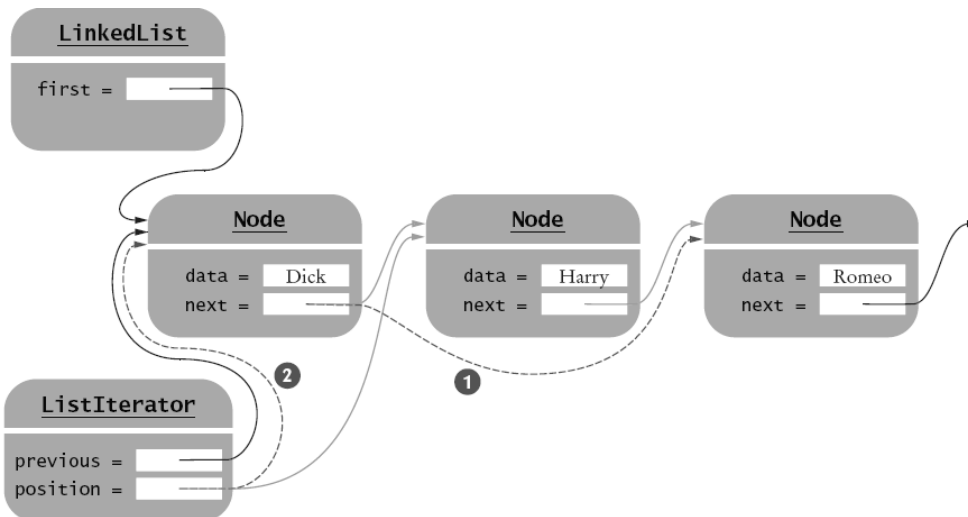 LinkedList
first =
Node
Node
Node
data = Dick
data = Harry
data = Romeo
next =
next =
next =
2
1
ListIterator
previous =
position =